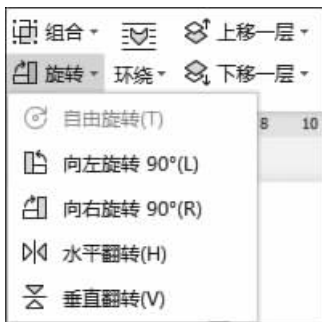 组合 上移一层
旋转 环绕 下移一层
8 10
自由旋转(T)
向左旋转 90°(L)
向右旋转 90°(R)
水平翻转(H)
垂直翻转(V)